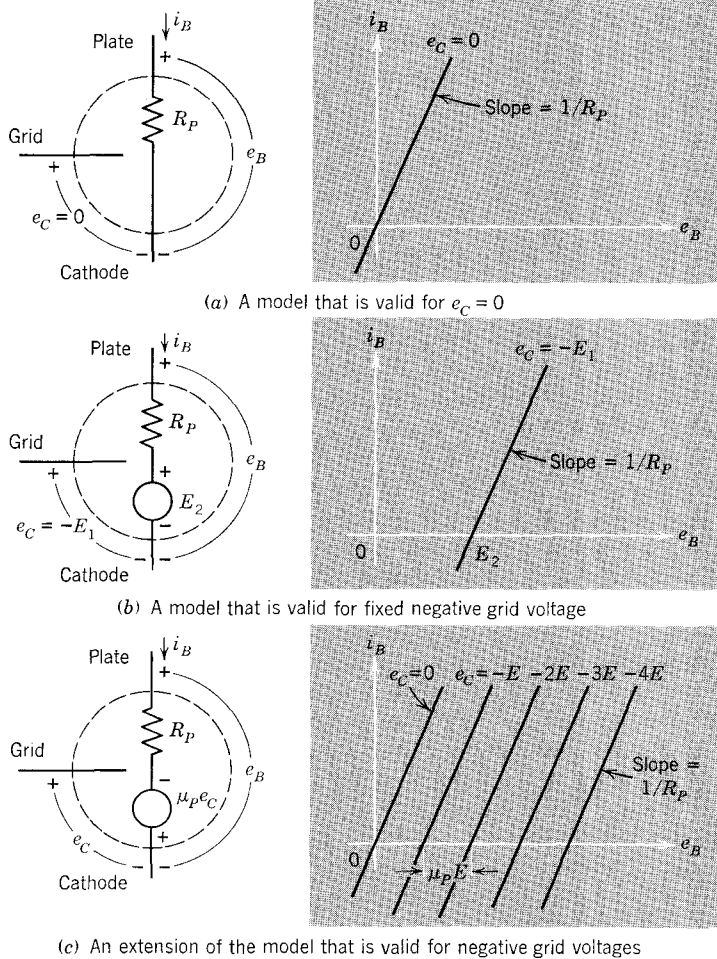 Plate
i_B
+
R_P
Grid
+
e_B
e_C = 0
− −
Cathode
i_B
e_C = 0
Slope = 1/R_P
0
e_B
(a) A model that is valid for e_C = 0
Plate
i_B
+
R_P
Grid
+
+
e_B
E_2
e_C = −E_1
−
− −
Cathode
i_B
e_C = −E_1
Slope = 1/R_P
0
E_2
e_B
(b) A model that is valid for fixed negative grid voltage
Plate
i_B
+
R_P
Grid
−
+
e_B
μ_P e_C
+
e_C
− −
Cathode
i_B
e_C=0 e_C=−E −2E −3E −4E
Slope =
1/R_P
0
e_B
μ_P E
(c) An extension of the model that is valid for negative grid voltages